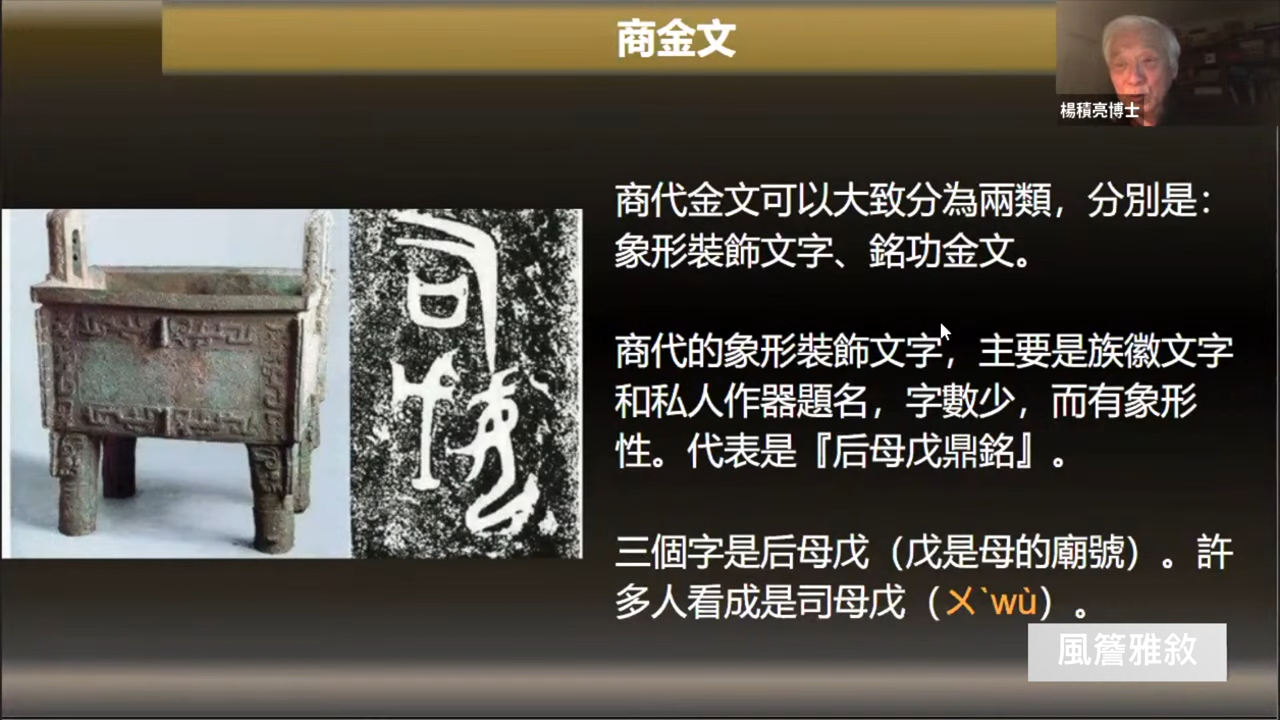 商金文
楊積亮博士
商代金文可以大致分為兩類，分別是：
象形裝飾文字、銘功金文。
商代的象形裝飾文字，主要是族徽文字
和私人作器題名，字數少，而有象形
性。代表是『后母戊鼎銘』。
三個字是后母戊（戊是母的廟號）。許
多人看成是司母戊（ㄨˋwù）。
風簷雅敘